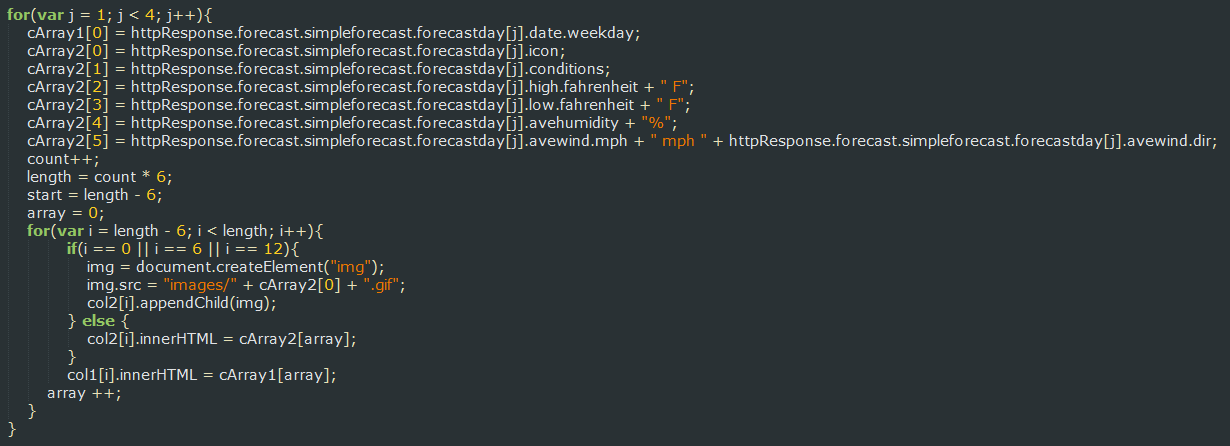 for(var j = 1; j < 4; j++){
cArray1[0] = httpResponse.forecast.simpleforecast.forecastday[j].date.weekday;
cArray2[0] = httpResponse.forecast.simpleforecast.forecastday[j].icon;
cArray2[1] = httpResponse.forecast.simpleforecast.forecastday[j].conditions;
cArray2[2] = httpResponse.forecast.simpleforecast.forecastday[j].high.fahrenheit + " F";
cArray2[3] = httpResponse.forecast.simpleforecast.forecastday[j].low.fahrenheit + " F";
cArray2[4] = httpResponse.forecast.simpleforecast.forecastday[j].avehumidity + "%";
cArray2[5] = httpResponse.forecast.simpleforecast.forecastday[j].avewind.mph + " mph " + httpResponse.forecast.simpleforecast.forecastday[j].avewind.dir;
count++;
length = count * 6;
start = length - 6;
array = 0;
for(var i = length - 6; i < length; i++){
if(i == 0 || i == 6 || i == 12){
img = document.createElement("img");
img.src = "images/" + cArray2[0] + ".gif";
col2[i].appendChild(img);
} else {
col2[i].innerHTML = cArray2[array];
}
col1[i].innerHTML = cArray1[array];
array ++;
}
}